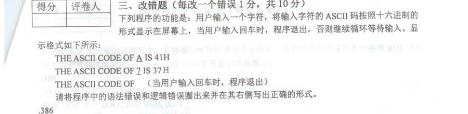 得分 评卷人 三、改错题（每改一个错误 1 分，共 10 分）
下列程序的功能是：用户输入一个字符，将输入字符的 ASCII 码按照十六进制的
形式显示在屏幕上，当用户输入回车时，程序退出，否则继续循环等待输入。显
示格式如下所示：
THE ASCII CODE OF A IS 41H
THE ASCII CODE OF 7 IS 37 H
THE ASCII CODE OF （当用户输入回车时，程序退出）
请将程序中的语法错误和逻辑错误圈出来并在其右侧写出正确的形式。
.386